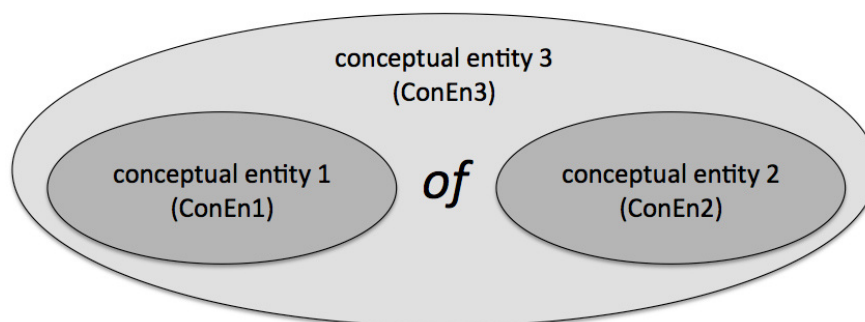 conceptual entity 3
(ConEn3)
conceptual entity 1
(ConEn1)
of
conceptual entity 2
(ConEn2)